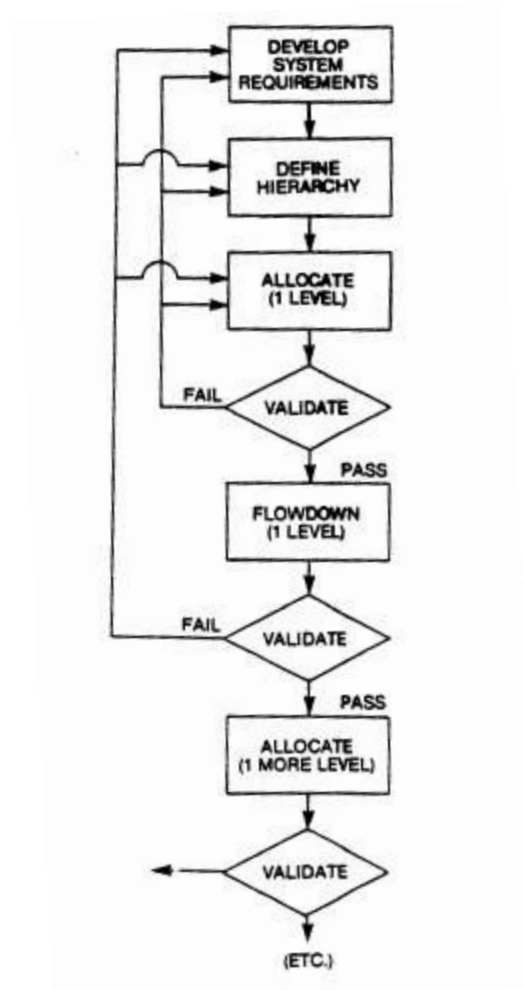 DEVELOP
SYSTEM
REQUIREMENTS
DEFINE
HIERARCHY
ALLOCATE
(1 LEVEL)
FAIL
VALIDATE
PASS
FLOWDOWN
(1 LEVEL)
FAIL
VALIDATE
PASS
ALLOCATE
(1 MORE LEVEL)
VALIDATE
(ETC.)